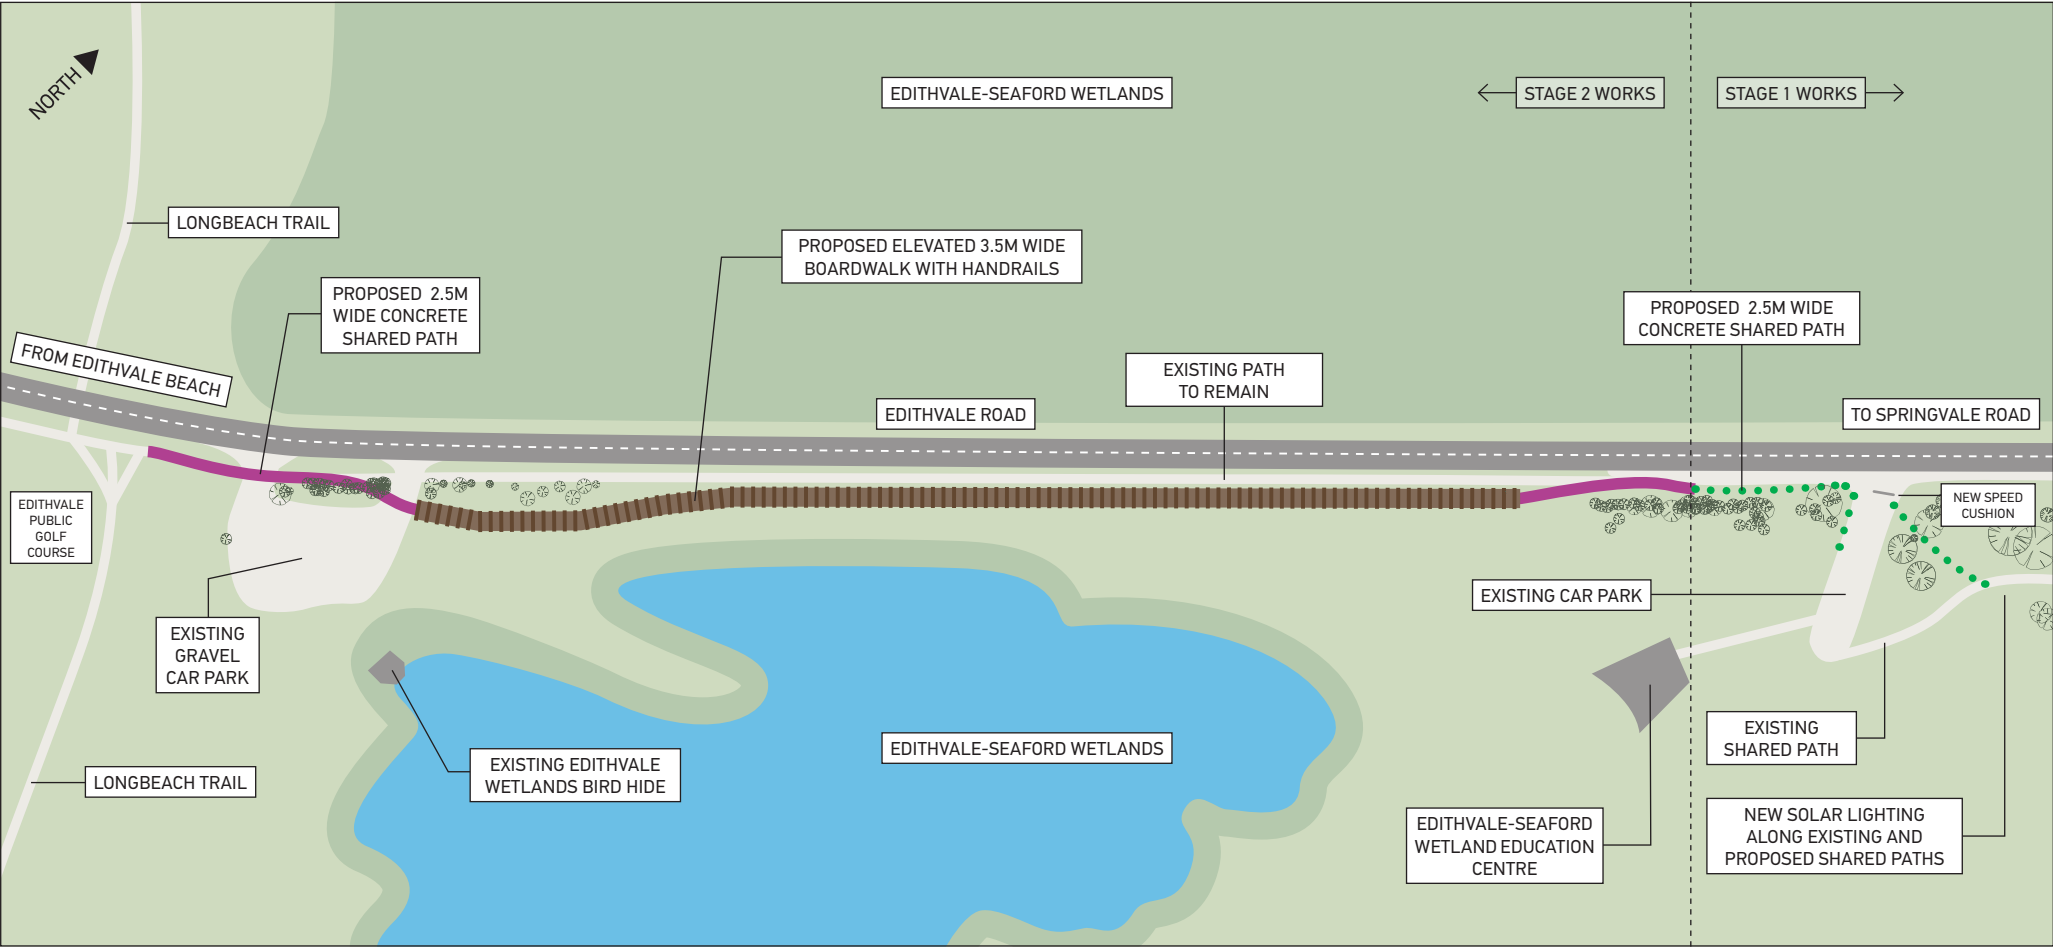 NORTH
EDITHVALE-SEAFORD WETLANDS
STAGE 2 WORKS
STAGE 1 WORKS
LONGBEACH TRAIL
PROPOSED ELEVATED 3.5M WIDE
BOARDWALK WITH HANDRAILS
PROPOSED 2.5M
WIDE CONCRETE
SHARED PATH
PROPOSED 2.5M WIDE
CONCRETE SHARED PATH
FROM EDITHVALE BEACH
EXISTING PATH
TO REMAIN
EDITHVALE ROAD
TO SPRINGVALE ROAD
EDITHVALE
PUBLIC
GOLF
COURSE
NEW SPEED
CUSHION
EXISTING CAR PARK
EXISTING
GRAVEL
CAR PARK
EXISTING
SHARED PATH
EDITHVALE-SEAFORD WETLANDS
EXISTING EDITHVALE
WETLANDS BIRD HIDE
LONGBEACH TRAIL
EDITHVALE-SEAFORD
WETLAND EDUCATION
CENTRE
NEW SOLAR LIGHTING
ALONG EXISTING AND
PROPOSED SHARED PATHS